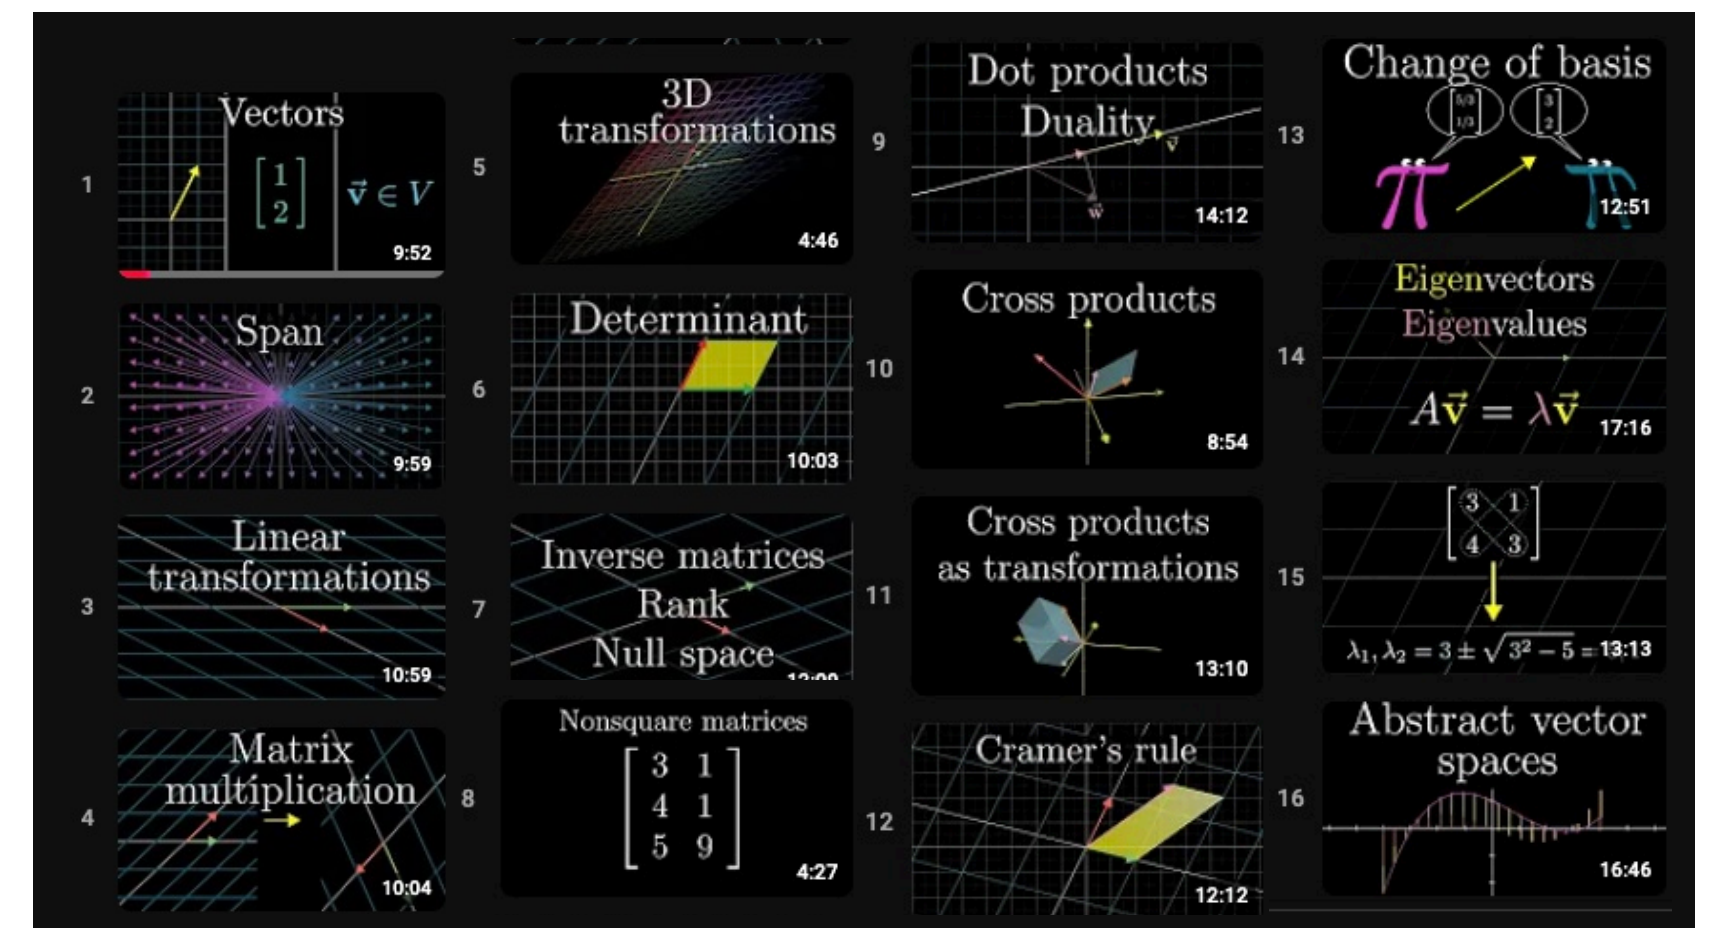 1
Vectors
[1 2]
v⃗ ∈ V
9:52
2
Span
9:59
3
Linear
transformations
10:59
4
Matrix
multiplication
10:04
5
3D
transformations
4:46
6
Determinant
10:03
7
Inverse matrices
Rank
Null space
8
Nonsquare matrices
3 1
4 1
5 9
4:27
9
Dot products
Duality
v⃗
w⃗
14:12
10
Cross products
8:54
11
Cross products
as transformations
13:10
12
Cramer's rule
12:12
13
Change of basis
[5/3 1/3] [3 2]
12:51
14
Eigenvectors
Eigenvalues
Av⃗ = λv⃗
17:16
15
3 1
4 3
λ₁, λ₂ = 3 ± √(3² − 5) =
13:13
16
Abstract vector
spaces
16:46